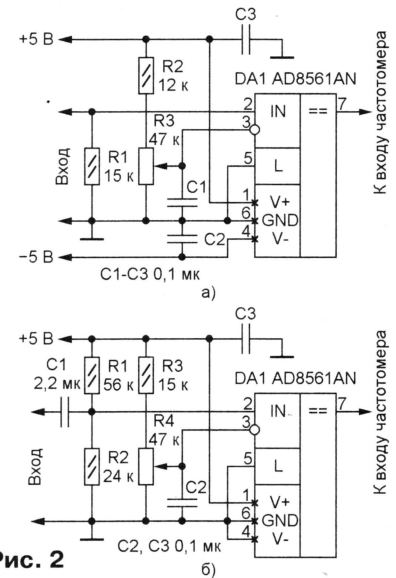 C3
+5 В
DA1 AD8561AN
R2
12 к
2
IN
==
7
3
R3
47 к
R1
15 к
5
L
C1
1
V+
6
GND
C2
4
V-
−5 В
Вход
К входу частотомера
C1-C3 0,1 мк
а)
C3
+5 В
C1
2,2 мк
R1
56 к
R3
15 к
DA1 AD8561AN
2
IN
==
7
3
R4
47 к
5
L
R2
24 к
C2
1
V+
6
GND
4
V-
Вход
К входу частотомера
C2, C3 0,1 мк
Рис. 2
б)